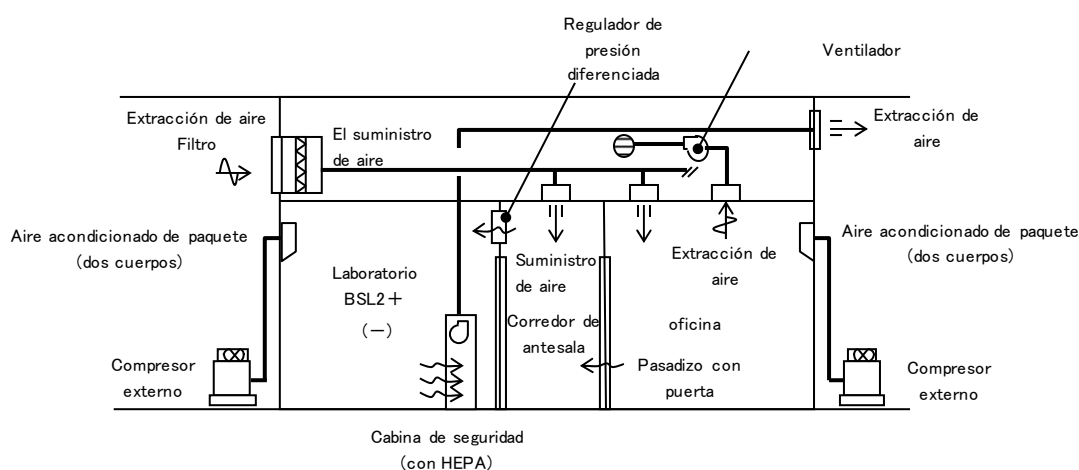 Regulador de
presión
diferenciada
Ventilador
Extracción de aire
Filtro
El suministro
de aire
Extracción de
aire
Aire acondicionado de paquete
(dos cuerpos)
Laboratorio
BSL2+
(-)
Suministro
de aire
Extracción de
aire
Aire acondicionado de paquete
(dos cuerpos)
Corredor de
antesala
oficina
Pasadizo con
puerta
Compresor
externo
Compresor
externo
Cabina de seguridad
(con HEPA)